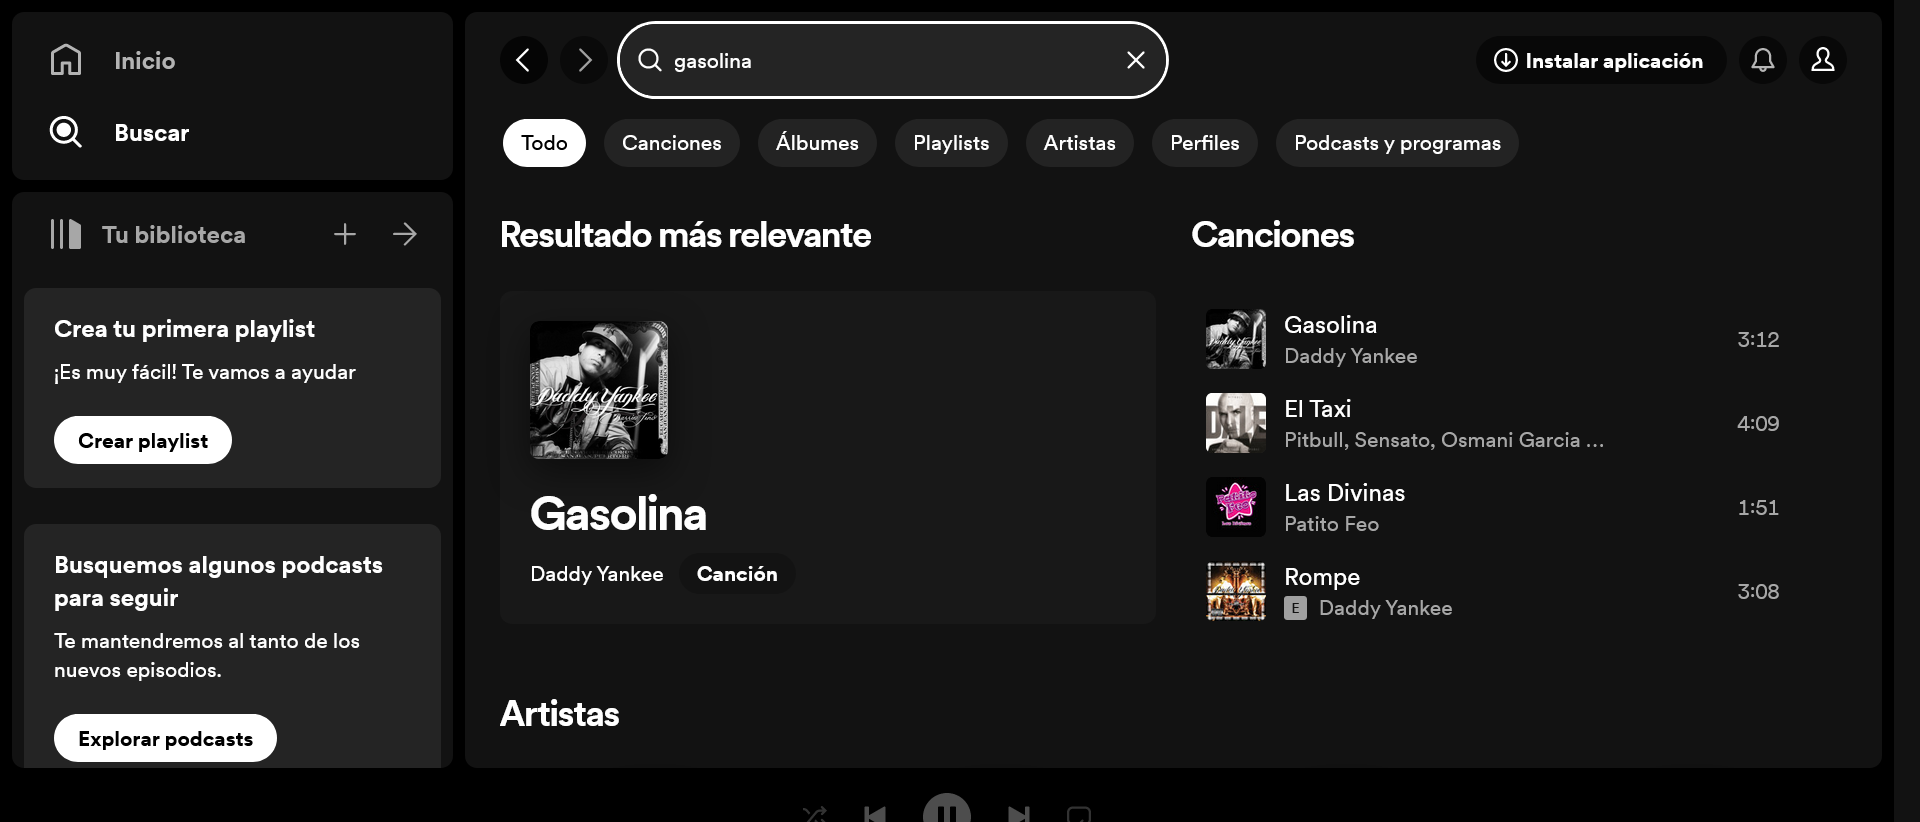 Inicio
Buscar
Tu biblioteca
Crea tu primera playlist
¡Es muy fácil! Te vamos a ayudar
Crear playlist
Busquemos algunos podcasts
para seguir
Te mantendremos al tanto de los
nuevos episodios.
Explorar podcasts
gasolina
Instalar aplicación
Todo
Canciones
Álbumes
Playlists
Artistas
Perfiles
Podcasts y programas
Resultado más relevante
Daddy Yankee
Gasolina
Daddy Yankee
Canción
Canciones
Gasolina
Daddy Yankee
3:12
El Taxi
Pitbull, Sensato, Osmani Garcia ...
4:09
Las Divinas
Patito Feo
1:51
Rompe
E Daddy Yankee
3:08
Artistas